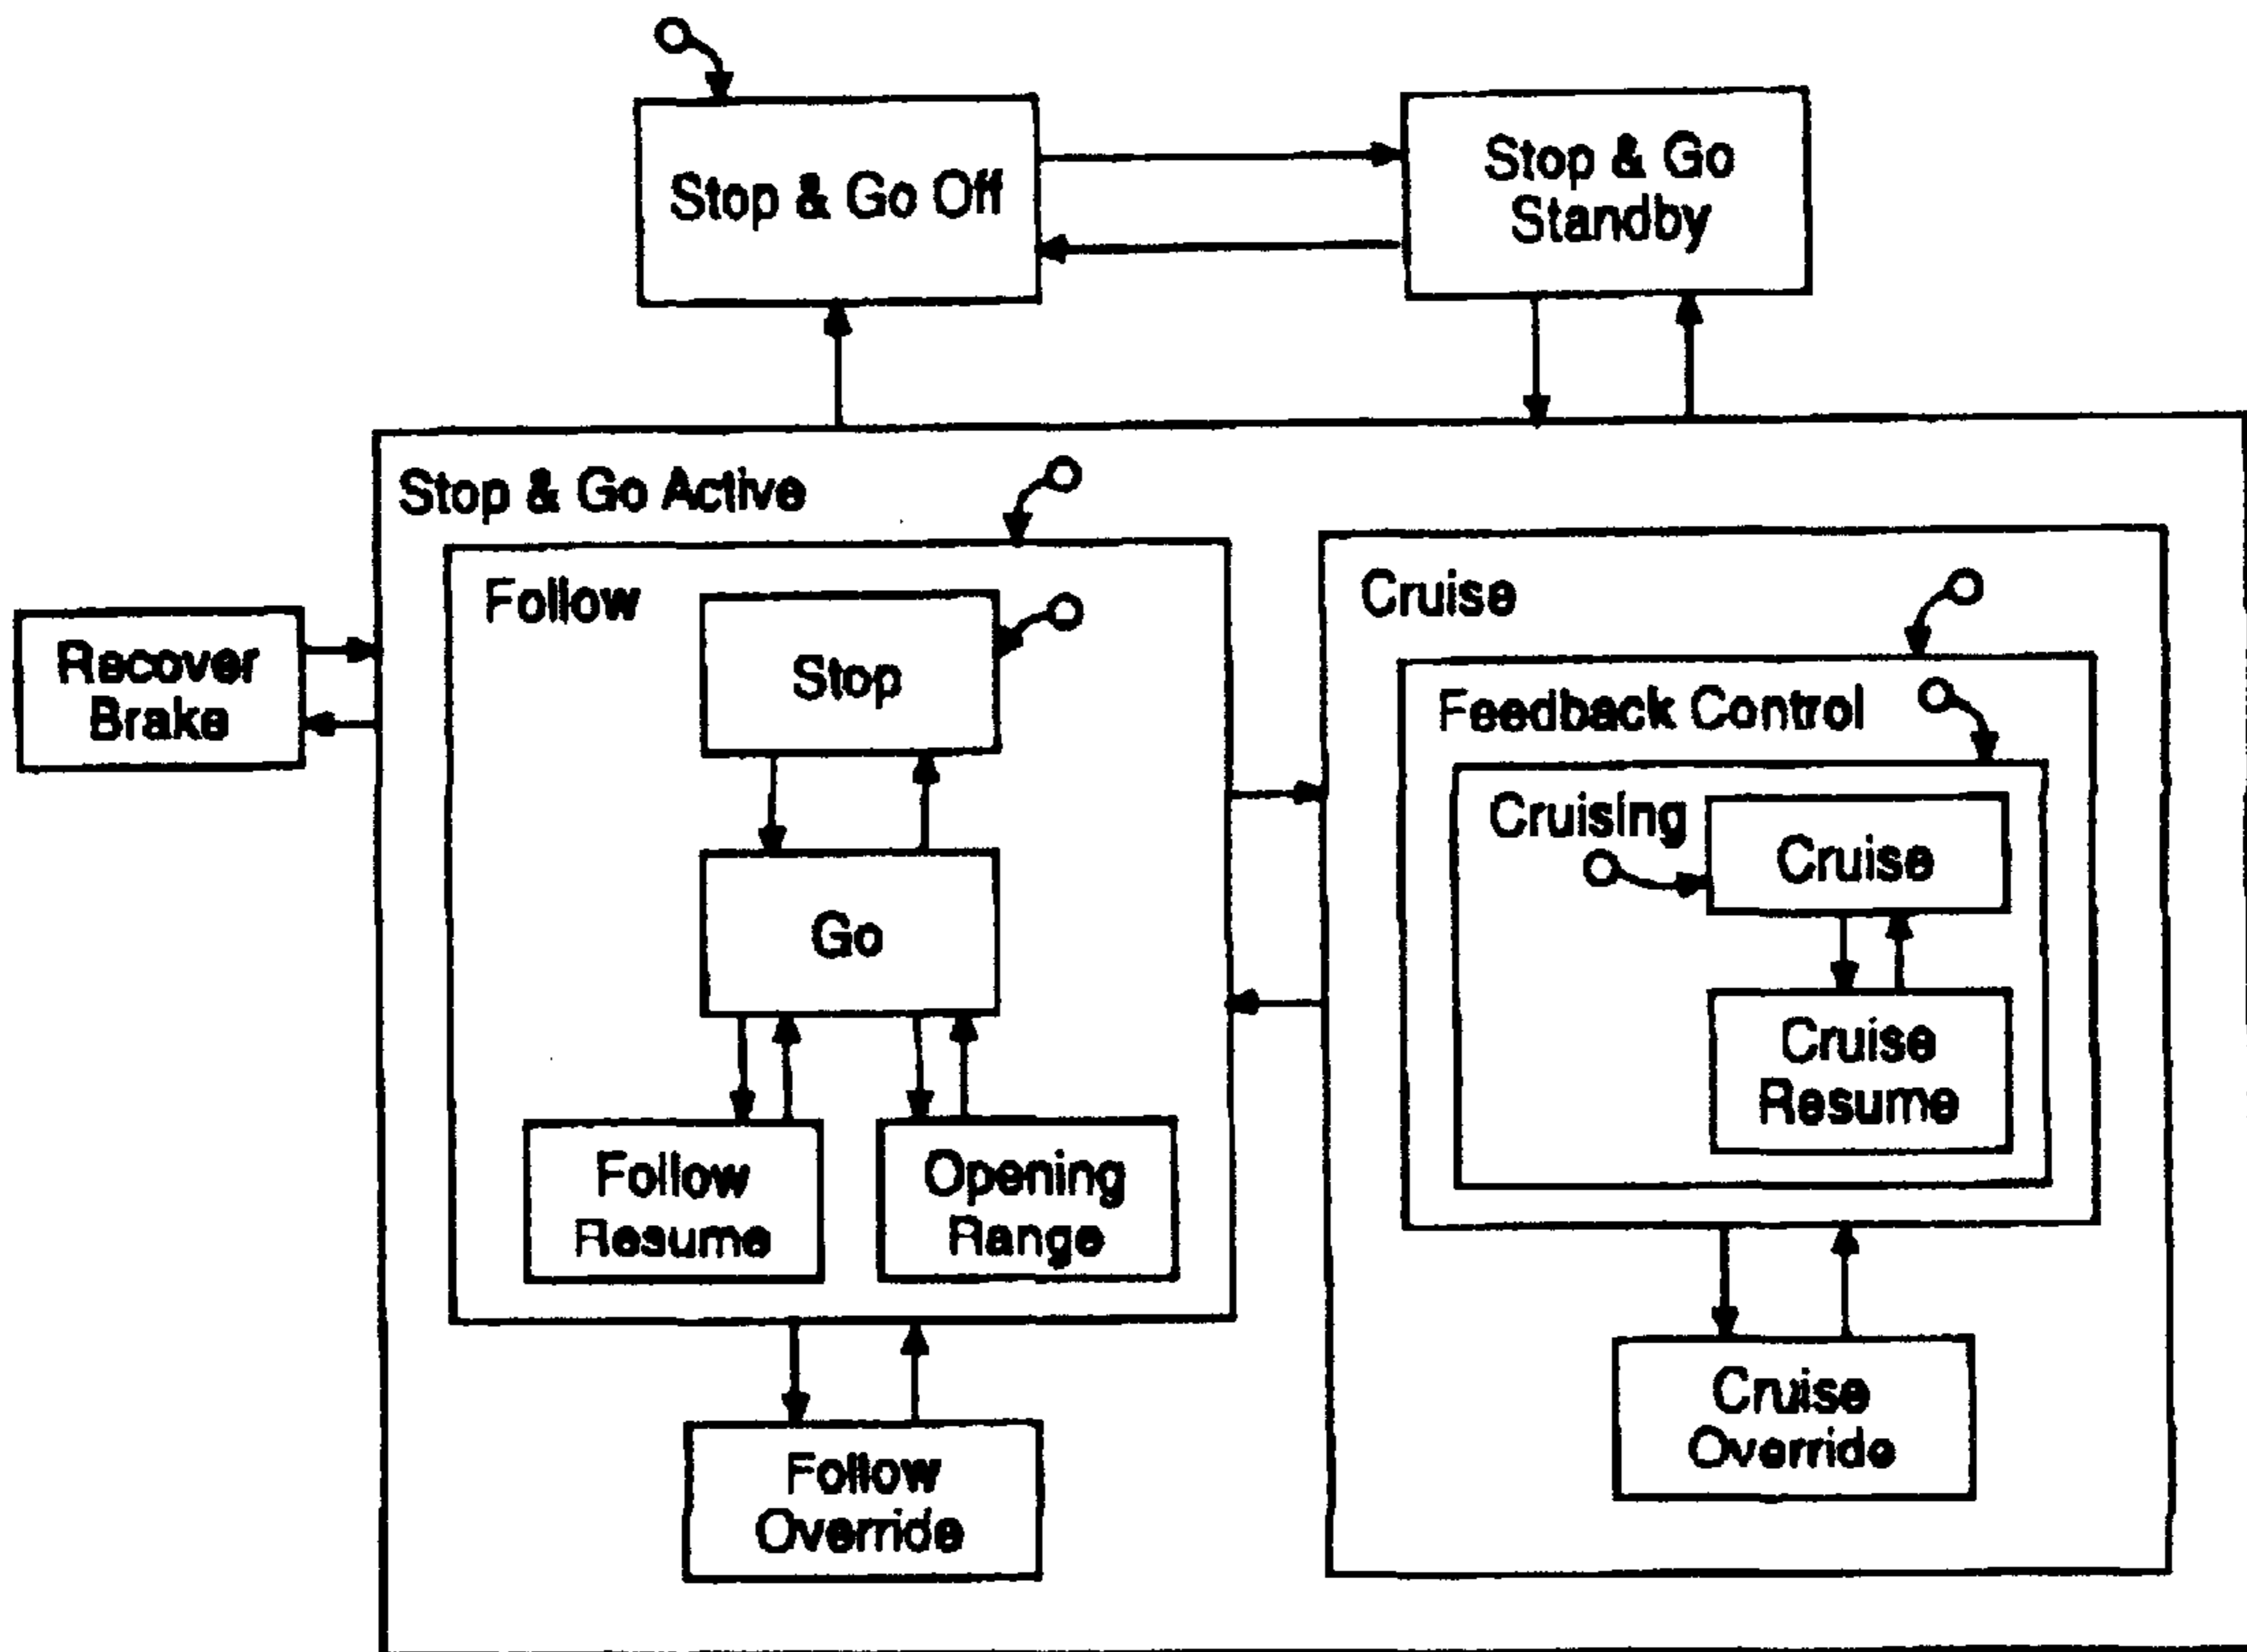 Stop & Go Off
Stop & Go
Standby
Stop & Go Active
Follow
Stop
Go
Follow
Resume
Opening
Range
Follow
Override
Recover
Brake
Cruise
Feedback Control
Cruising
Cruise
Cruise
Resume
Cruise
Override